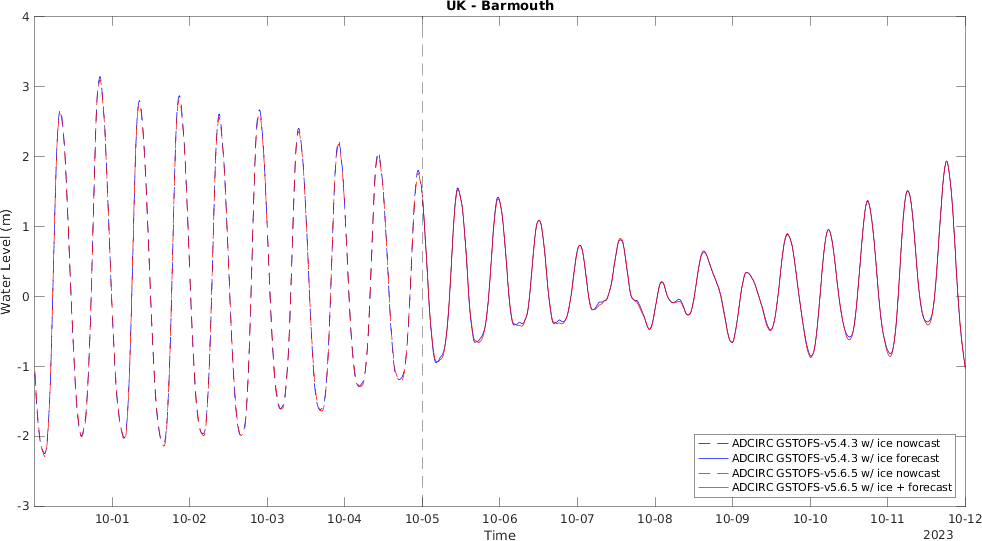 UK - Barmouth
4
3
2
1
0
-1
-2
-3
Water Level (m)
ADCIRC GSTOFS-v5.4.3 w/ ice nowcast
ADCIRC GSTOFS-v5.4.3 w/ ice forecast
ADCIRC GSTOFS-v5.6.5 w/ ice nowcast
ADCIRC GSTOFS-v5.6.5 w/ ice + forecast
10-01 10-02 10-03 10-04 10-05 10-06 10-07 10-08 10-09 10-10 10-11 10-12
Time
2023